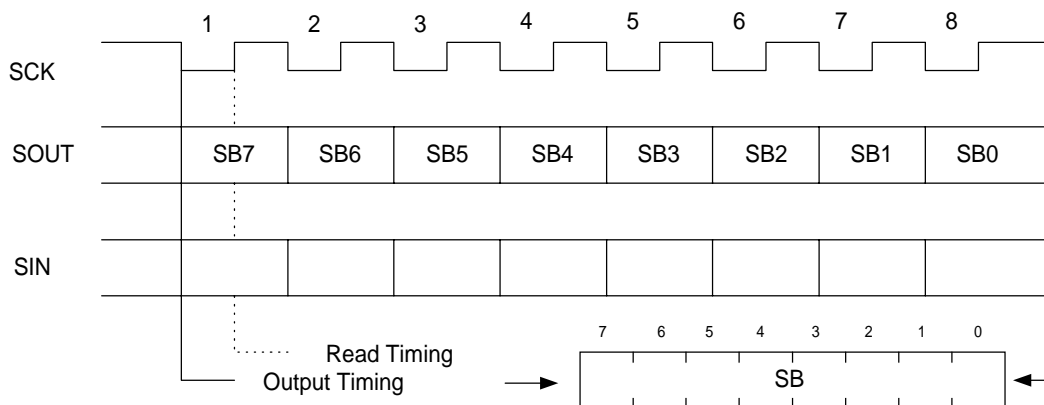 1 2 3 4 5 6 7 8
SCK
SOUT SB7 SB6 SB5 SB4 SB3 SB2 SB1 SB0
SIN
7 6 5 4 3 2 1 0
Read Timing
Output Timing SB